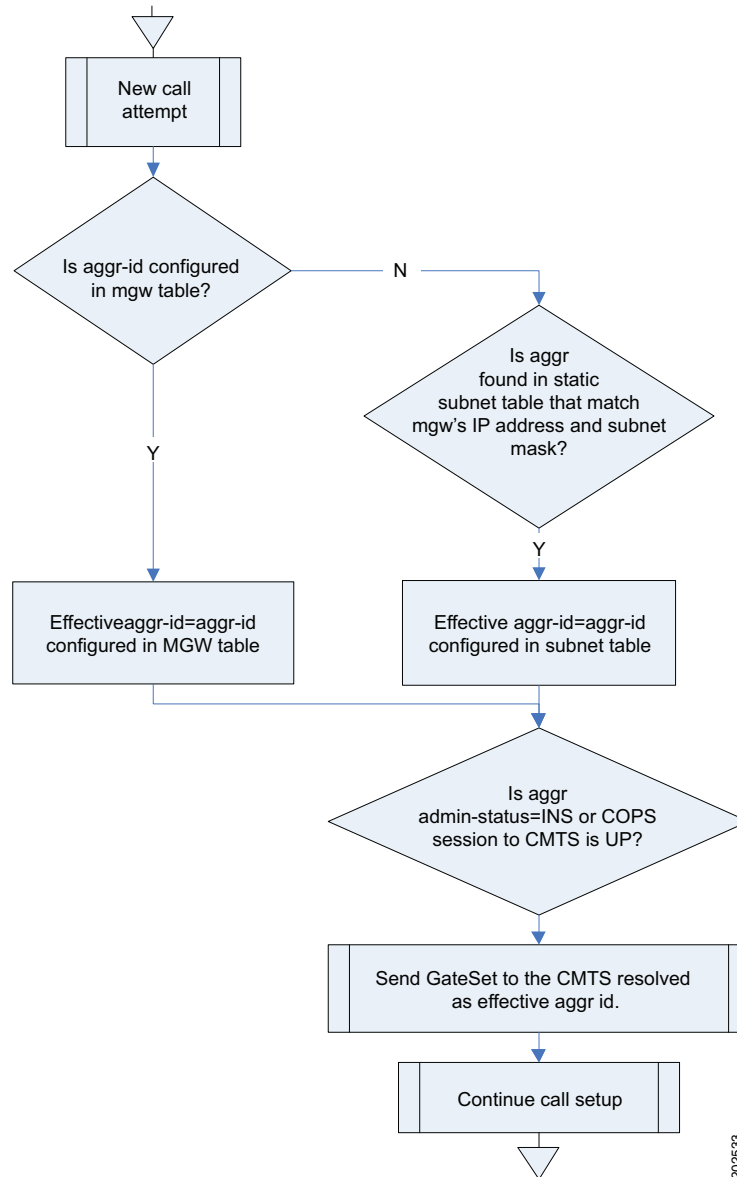 New call
attempt
Is aggr-id configured
in mgw table?
N
Is aggr
found in static
subnet table that match
mgw's IP address and subnet
mask?
Y
Y
Effectiveaggr-id=aggr-id
configured in MGW table
Effective aggr-id=aggr-id
configured in subnet table
Is aggr
admin-status=INS or COPS
session to CMTS is UP?
Send GateSet to the CMTS resolved
as effective aggr id.
Continue call setup
202533